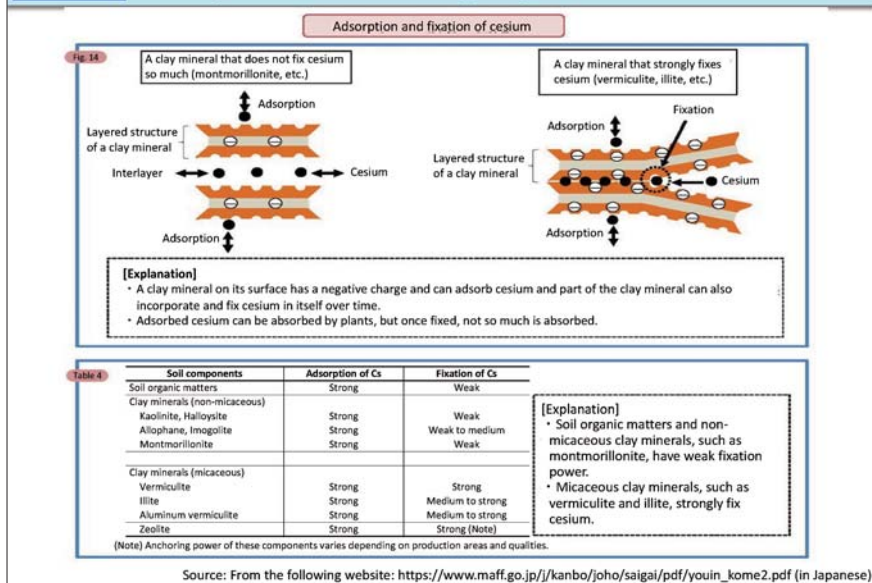 Adsorption and fixation of cesium
Fig. 14
A clay mineral that does not fix cesium
so much (montmorillonite, etc.)
Adsorption
Layered structure
of a clay mineral
Interlayer
Cesium
Adsorption
A clay mineral that strongly fixes
cesium (vermiculite, illite, etc.)
Fixation
Adsorption
Layered structure
of a clay mineral
Cesium
Adsorption
[Explanation]
・ A clay mineral on its surface has a negative charge and can adsorb cesium and part of the clay mineral can also
incorporate and fix cesium in itself over time.
・ Adsorbed cesium can be absorbed by plants, but once fixed, not so much is absorbed.
Table 4
Soil components Adsorption of Cs Fixation of Cs
Soil organic matters Strong Weak
Clay minerals (non-micaceous)
Kaolinite, Halloysite Strong Weak
Allophane, Imogolite Strong Weak to medium
Montmorillonite Strong Weak
Clay minerals (micaceous)
Vermiculite Strong Strong
Illite Strong Medium to strong
Aluminum vermiculite Strong Medium to strong
Zeolite Strong Strong (Note)
(Note) Anchoring power of these components varies depending on production areas and qualities.
[Explanation]
・ Soil organic matters and non-
micaceous clay minerals, such as
montmorillonite, have weak fixation
power.
・ Micaceous clay minerals, such as
vermiculite and illite, strongly fix
cesium.
Source: From the following website: https://www.maff.go.jp/j/kanbo/joho/saigai/pdf/youin_kome2.pdf (in Japanese)